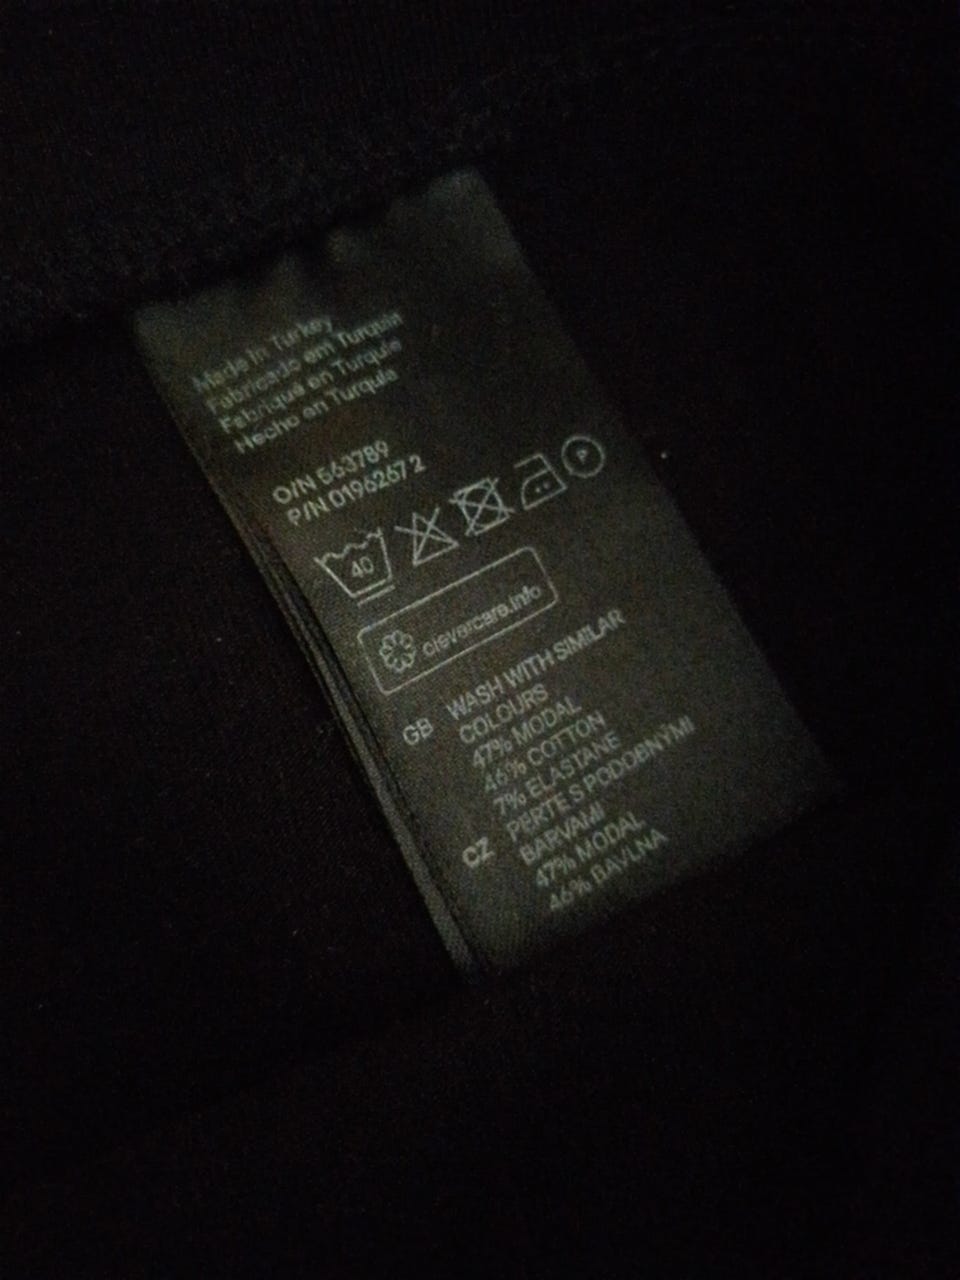 Made in Turkey
Fabricado em Turquia
Fabriqué en Turquie
Hecho en Turquía
O/N 563789
P/N 0196267 2
40
P
clevercare.info
GB WASH WITH SIMILAR
COLOURS
47% MODAL
46% COTTON
7% ELASTANE
CZ PERTE S PODOBNÝMI
BARVAMI
47% MODAL
46% BAVLNA